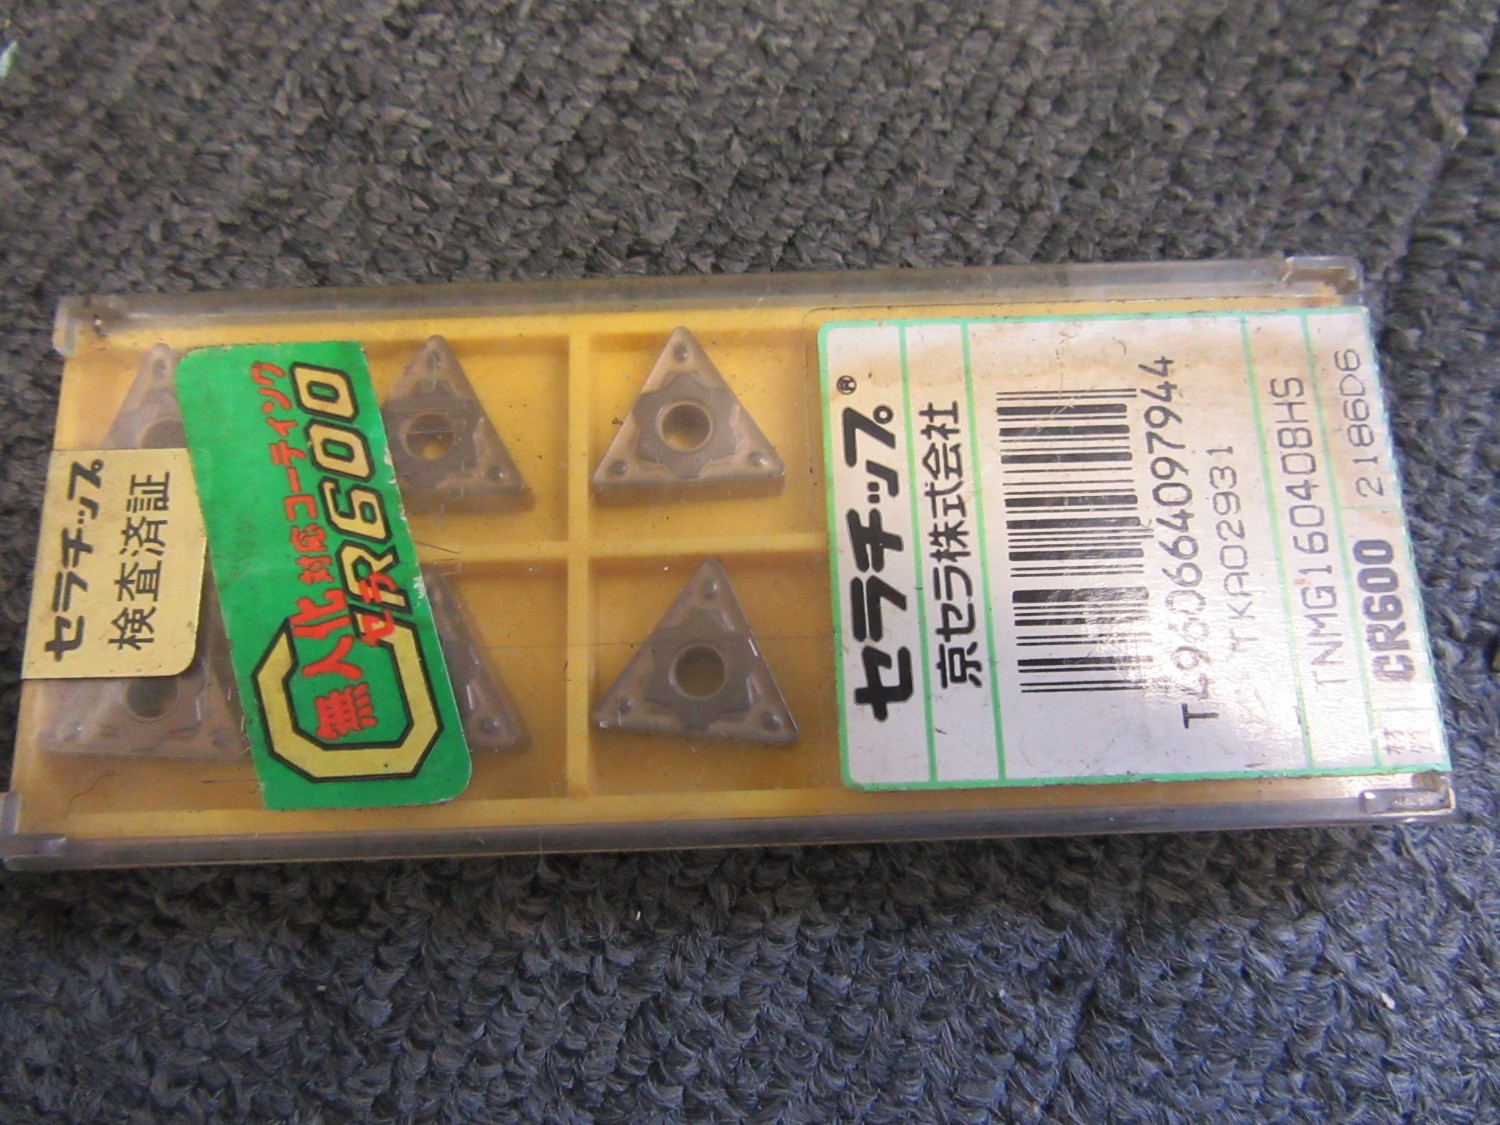 セラチップ
検査済証
無人化対応コーティング
セラ
CR600
セラチップ®
京セラ株式会社
T4960664097944
TKA02931
TNMG160408HS
材質
CR600
218606